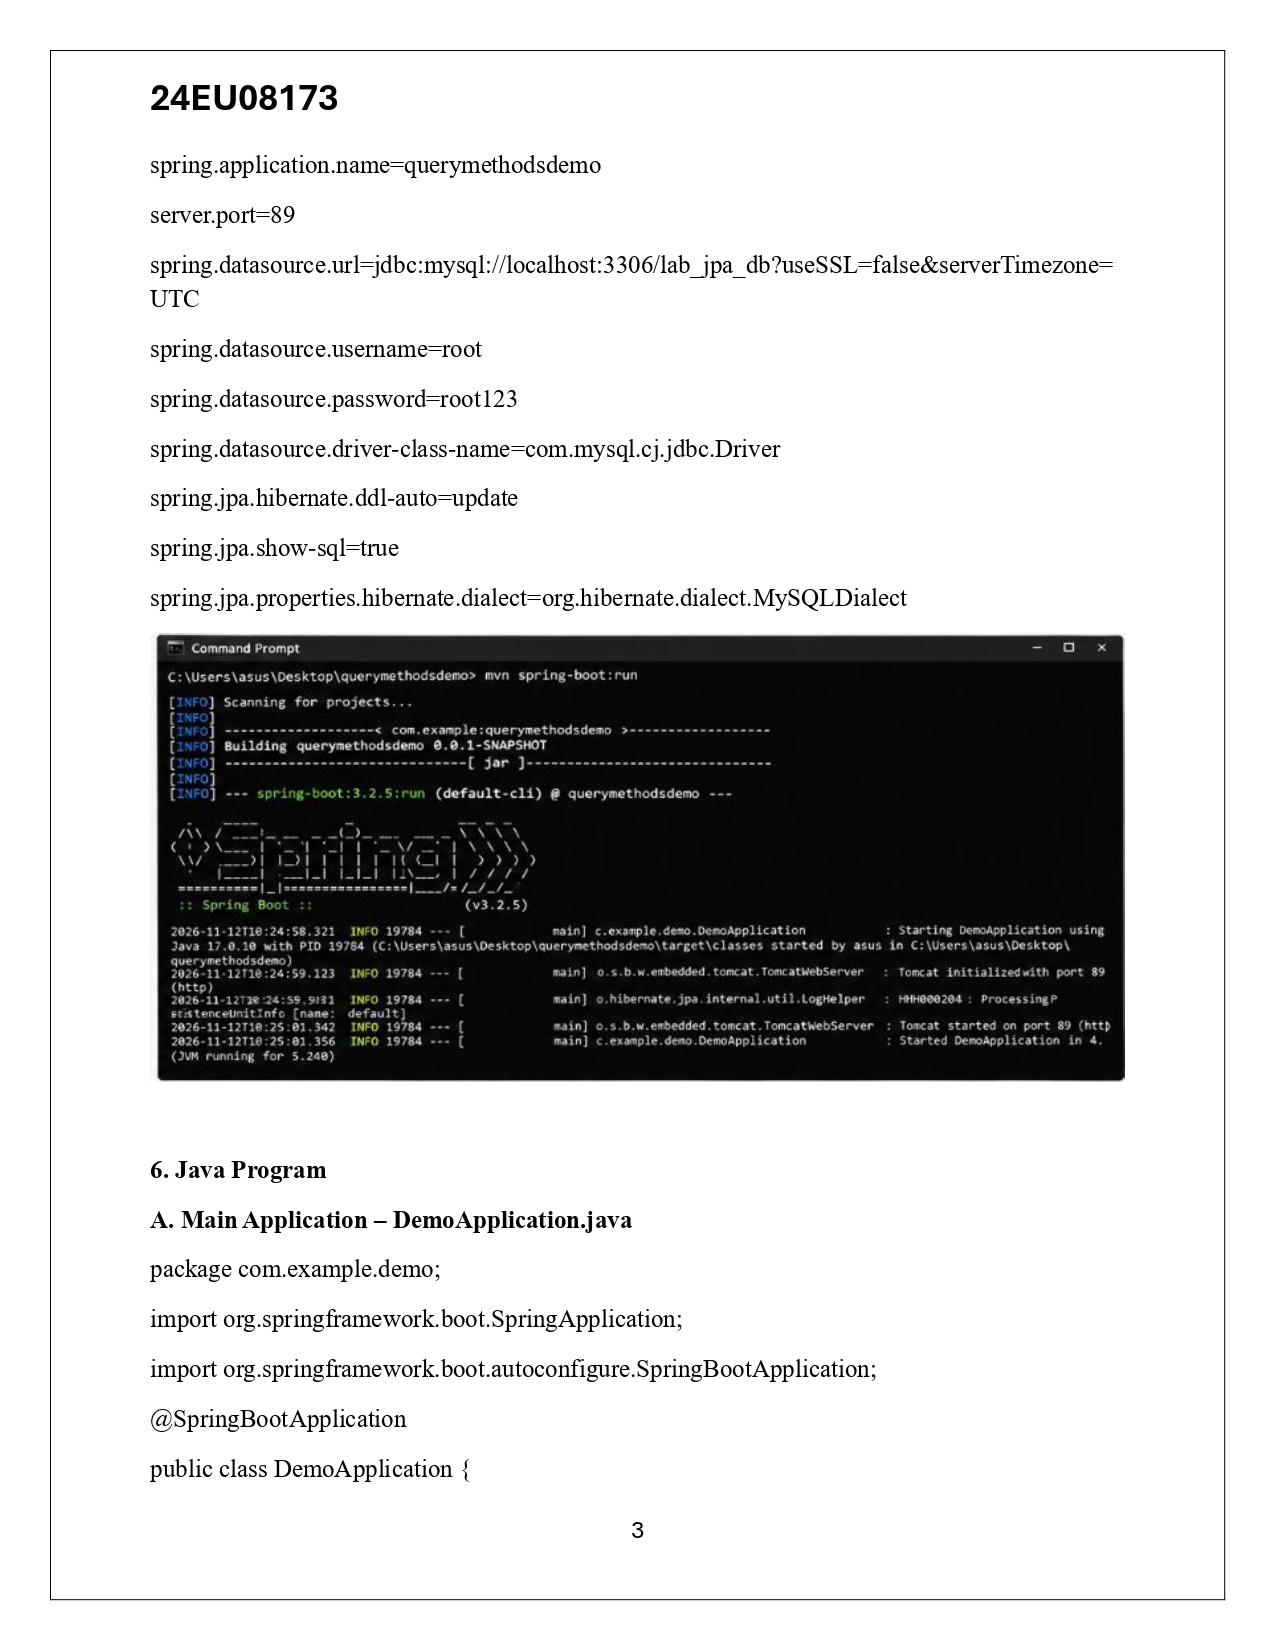 24EU08173
spring.application.name=querymethodsdemo
server.port=89
spring.datasource.url=jdbc:mysql://localhost:3306/lab_jpa_db?useSSL=false&serverTimezone=
UTC
spring.datasource.username=root
spring.datasource.password=root123
spring.datasource.driver-class-name=com.mysql.cj.jdbc.Driver
spring.jpa.hibernate.ddl-auto=update
spring.jpa.show-sql=true
spring.jpa.properties.hibernate.dialect=org.hibernate.dialect.MySQLDialect
Command Prompt
C:\Users\asus\Desktop\querymethodsdemo> mvn spring-boot:run
[INFO] Scanning for projects...
[INFO]
[INFO] -------------------< com.example:querymethodsdemo >------------------
[INFO] Building querymethodsdemo 0.0.1-SNAPSHOT
[INFO] ------------------------------[ jar ]-------------------------------
[INFO]
[INFO] --- spring-boot:3.2.5:run (default-cli) @ querymethodsdemo ---
Spring
:: Spring Boot :: (v3.2.5)
2026-11-12T10:24:58.321 INFO 19784 --- [ main] c.example.demo.DemoApplication : Starting DemoApplication using
Java 17.0.10 with PID 19784 (C:\Users\asus\Desktop\querymethodsdemo\target\classes started by asus in C:\Users\asus\Desktop\
querymethodsdemo)
2026-11-12T10:24:59.123 INFO 19784 --- [ main] o.s.b.w.embedded.tomcat.TomcatWebServer : Tomcat initialized with port 89
(http)
INFO 19784 --- [ main] o.hibernate.jpa.internal.util.LogHelper : HHH000204 : Processing P
[name: default]
2026-11-12T10:25:01.342 INFO 19784 --- [ main] o.s.b.w.embedded.tomcat.TomcatWebServer : Tomcat started on port 89 (http
2026-11-12T10:25:01.356 INFO 19784 --- [ main] c.example.demo.DemoApplication : Started DemoApplication in 4.
(JVM running for 5.240)
6. Java Program
A. Main Application – DemoApplication.java
package com.example.demo;
import org.springframework.boot.SpringApplication;
import org.springframework.boot.autoconfigure.SpringBootApplication;
@SpringBootApplication
public class DemoApplication {
3